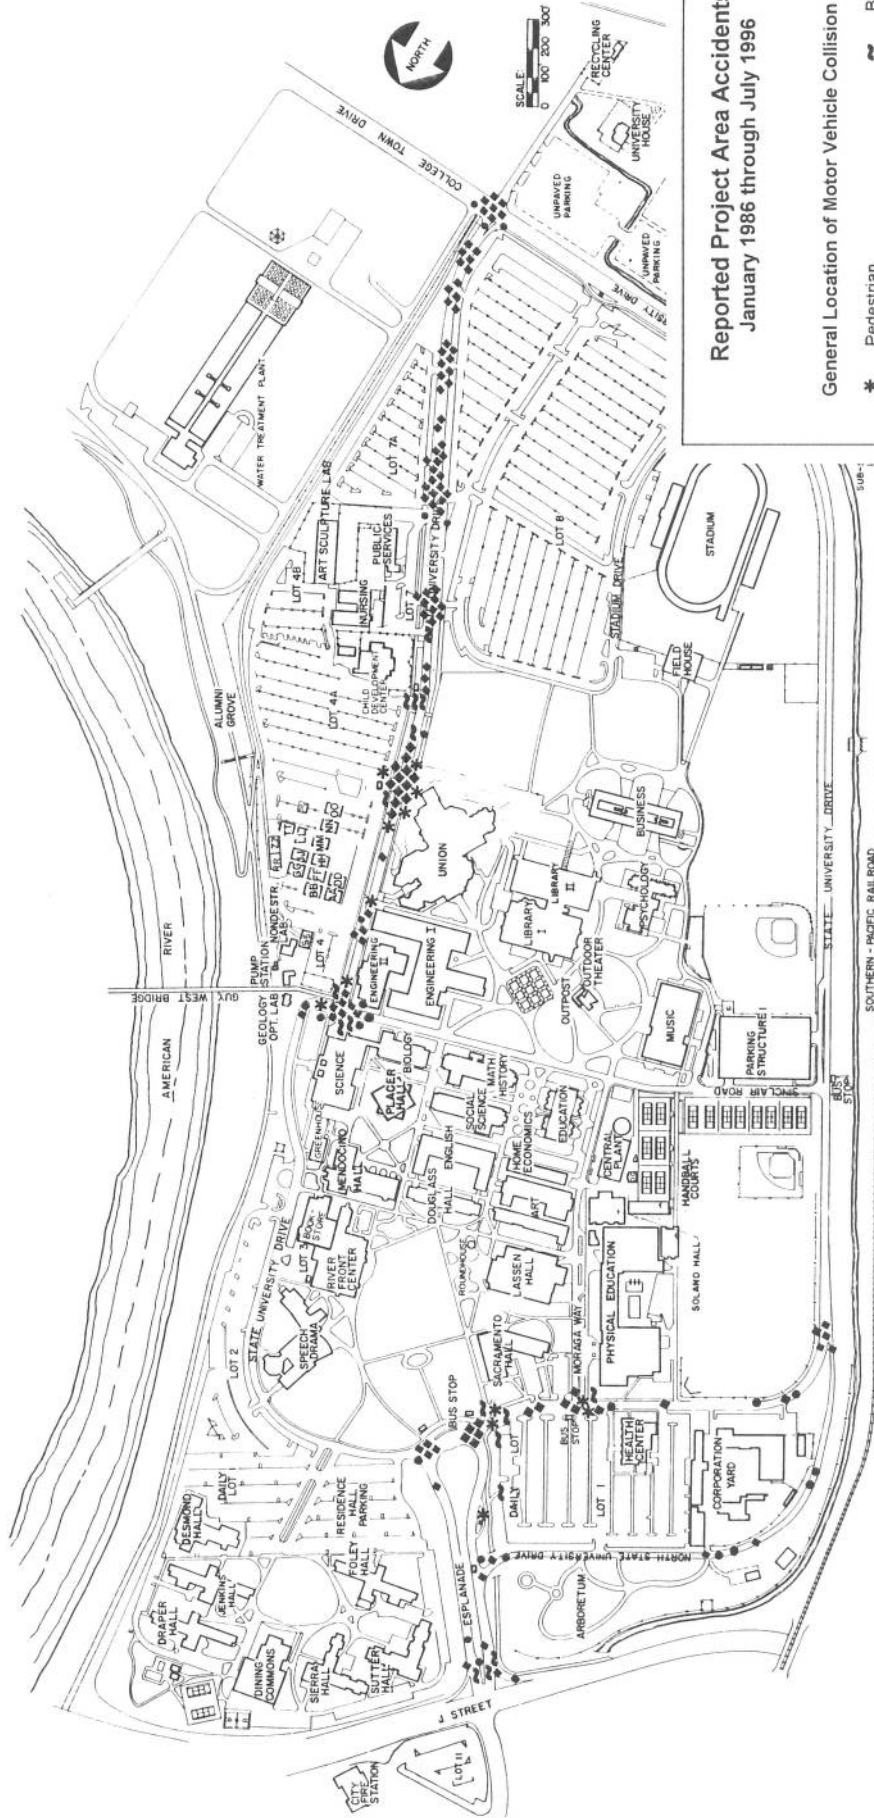 Reported Project Area Accident
January 1986 through July 1996
General Location of Motor Vehicle Collision
* Pedestrian
NORTH
SCALE:
0 100' 200 300'
RECYCLING
CENTER
UNIVERSITY
HOUSE
COLLEGE TOWN DRIVE
UNPAVED
PARKING
UNPAVED
PARKING
WATER TREATMENT PLANT
LOT 7A
ART SCULPTURE LAB
PUBLIC
SERVICES
NURSING
LOT 4B
LOT 7
UNIVERSITY DRIVE
LOT 8
STADIUM DRIVE
STADIUM
FIELD
HOUSE
ALUMNI
GROVE
LOT 4A
CHILD
DEVELOPMENT
CENTER
AMERICAN
RIVER
UNION
BUSINESS
LIBRARY
II
LIBRARY
I
PSYCHOLOGY
OUTDOOR
THEATER
OUTPOST
NONDESTR.
LAB
PUMP
STATION
LOT 4
GUY WEST BRIDGE
GEOLOGY
OPT. LAB
ENGINEERING
II
ENGINEERING I
MUSIC
PARKING
STRUCTURE I
STATE UNIVERSITY DRIVE
SOUTHERN - PACIFIC RAILROAD
SINCLAIR ROAD
BUS
STOP
SCIENCE
BIOLOGY
PLACER
HALL
GREENHOUSE
MENDOCINO
HALL
SOCIAL
SCIENCE
MATH
HISTORY
ENGLISH
DOUGLASS
HALL
HOME
ECONOMICS
EDUCATION
CENTRAL
PLANT
HANDBALL
COURTS
BOOK
STORE
LOT 3
RIVER
FRONT
CENTER
STATE UNIVERSITY DRIVE
LOT 2
SPEECH
DRAMA
ROUNDHOUSE
ART
LASSEN
HALL
PHYSICAL EDUCATION
SOLANO HALL
SACRAMENTO
HALL
MORAGA WAY
BUS STOP
BUS
STOP
DAILY LOT
LOT 1
HEALTH
CENTER
CORPORATION
YARD
NORTH STATE UNIVERSITY DRIVE
ARBORETUM
DAILY
LOT
RESIDENCE
HALL
PARKING
DESMOND
HALL
JENKINS
HALL
DRAPER
HALL
FOLEY
HALL
DINING
COMMONS
SIERRA
HALL
SUTTER
HALL
ESPLANADE
J STREET
LOT 11
CITY
FIRE
STATION